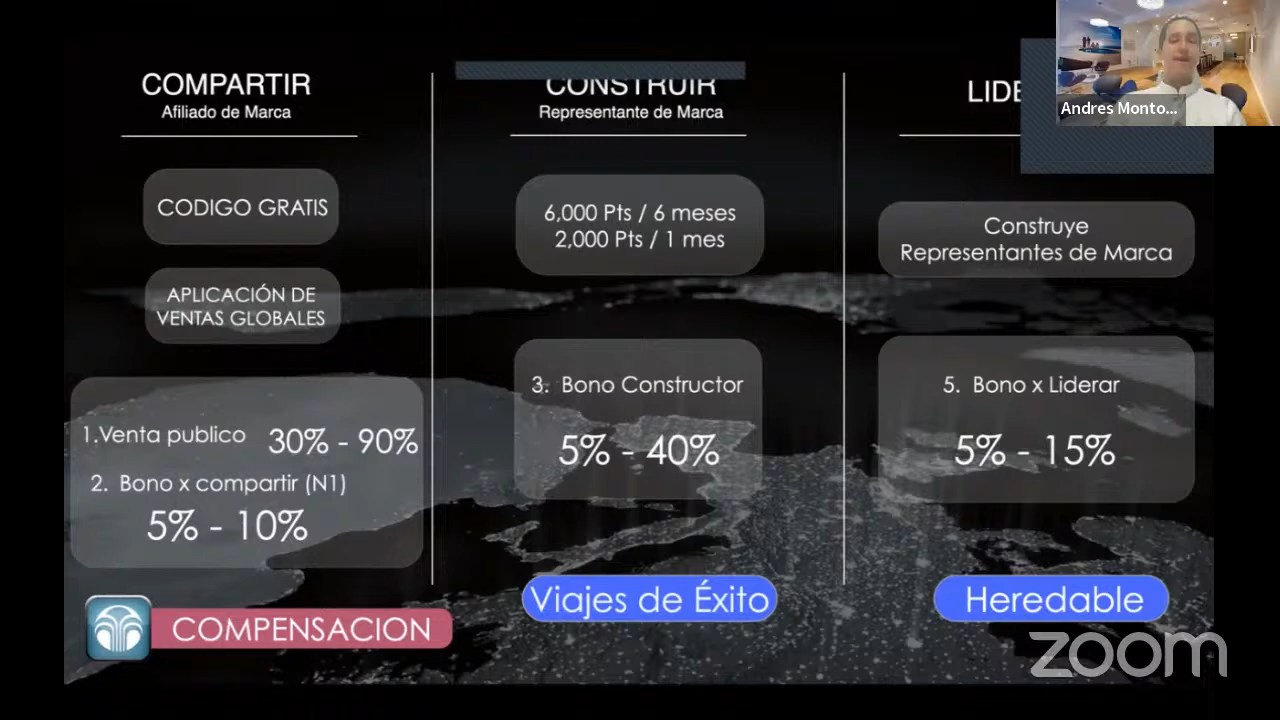 COMPARTIR
Afiliado de Marca
CODIGO GRATIS
APLICACIÓN DE
VENTAS GLOBALES
1.Venta publico 30% - 90%
2. Bono x compartir (N1)
5% - 10%
COMPENSACION
CONSTRUIR
Representante de Marca
6,000 Pts / 6 meses
2,000 Pts / 1 mes
3. Bono Constructor
5% - 40%
Viajes de Éxito
LIDE
Construye
Representantes de Marca
5. Bono x Liderar
5% - 15%
Heredable
Andres Monto...
zoom